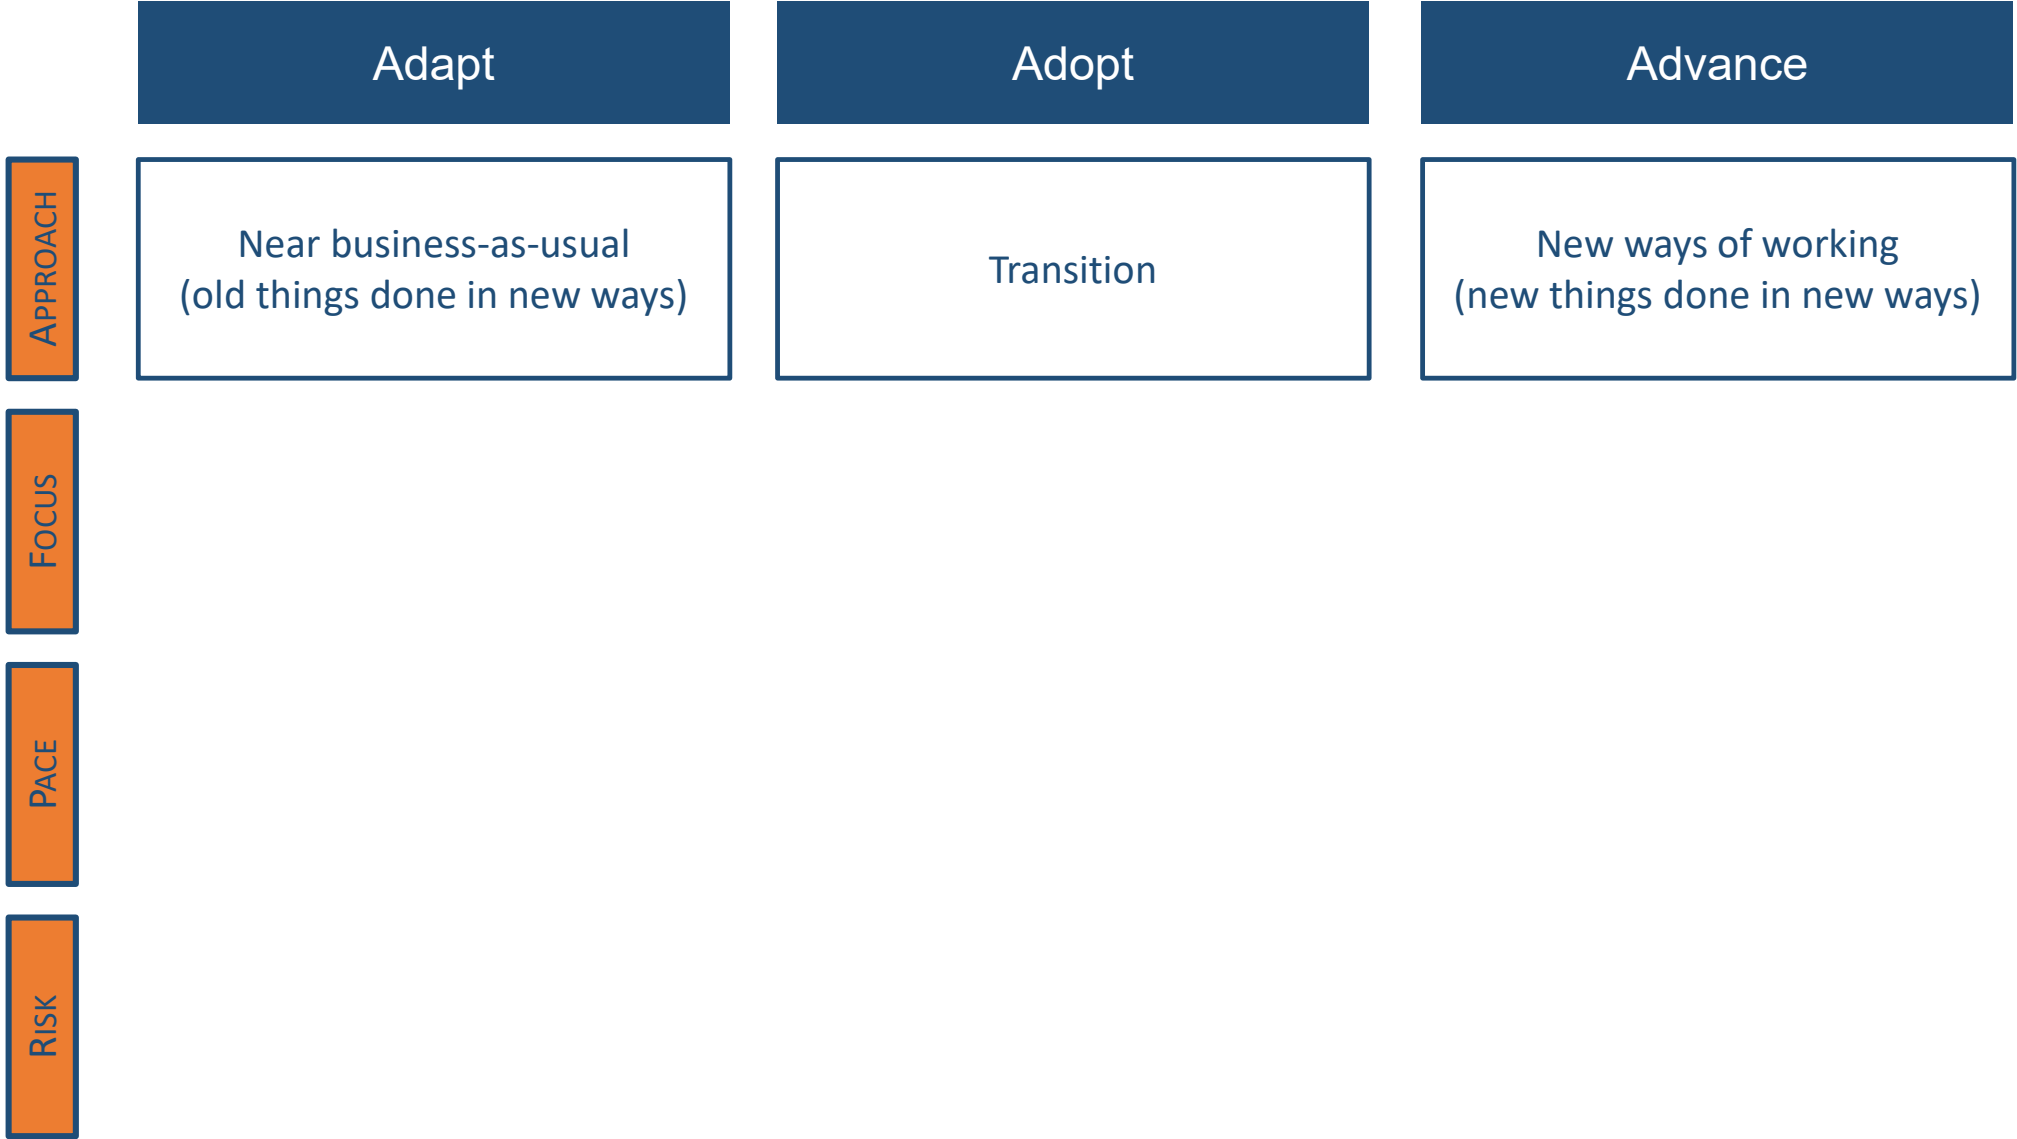 Adapt
Adopt
Advance
APPROACH
Near business-as-usual
(old things done in new ways)
Transition
New ways of working
(new things done in new ways)
FOCUS
PACE
RISK